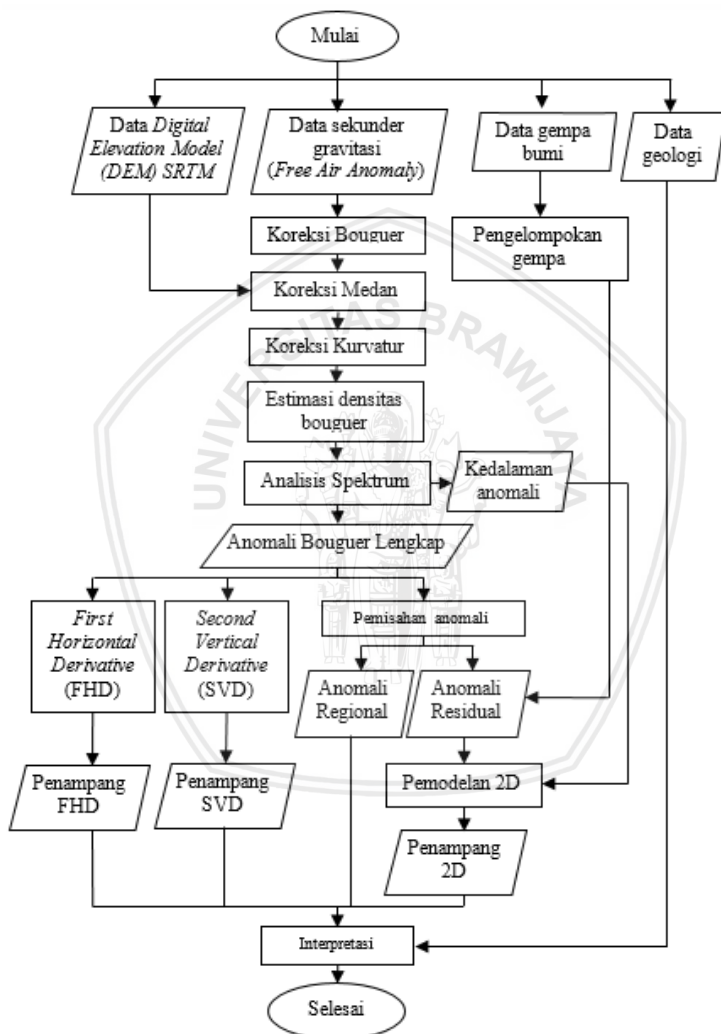 Mulai
Data Digital
Elevation Model
(DEM) SRTM
Data sekunder
gravitasi
(Free Air Anomaly)
Data gempa
bumi
Data
geologi
Koreksi Bouguer
Pengelompokan
gempa
Koreksi Medan
Koreksi Kurvatur
Estimasi densitas
bouguer
Analisis Spektrum
Kedalaman
anomali
Anomali Bouguer Lengkap
First
Horizontal
Derivative
(FHD)
Second
Vertical
Derivative
(SVD)
Pemisahan anomali
Anomali
Regional
Anomali
Residual
Penampang
FHD
Penampang
SVD
Pemodelan 2D
Penampang
2D
Interpretasi
Selesai
UNIVERSITAS BRAWIJAYA